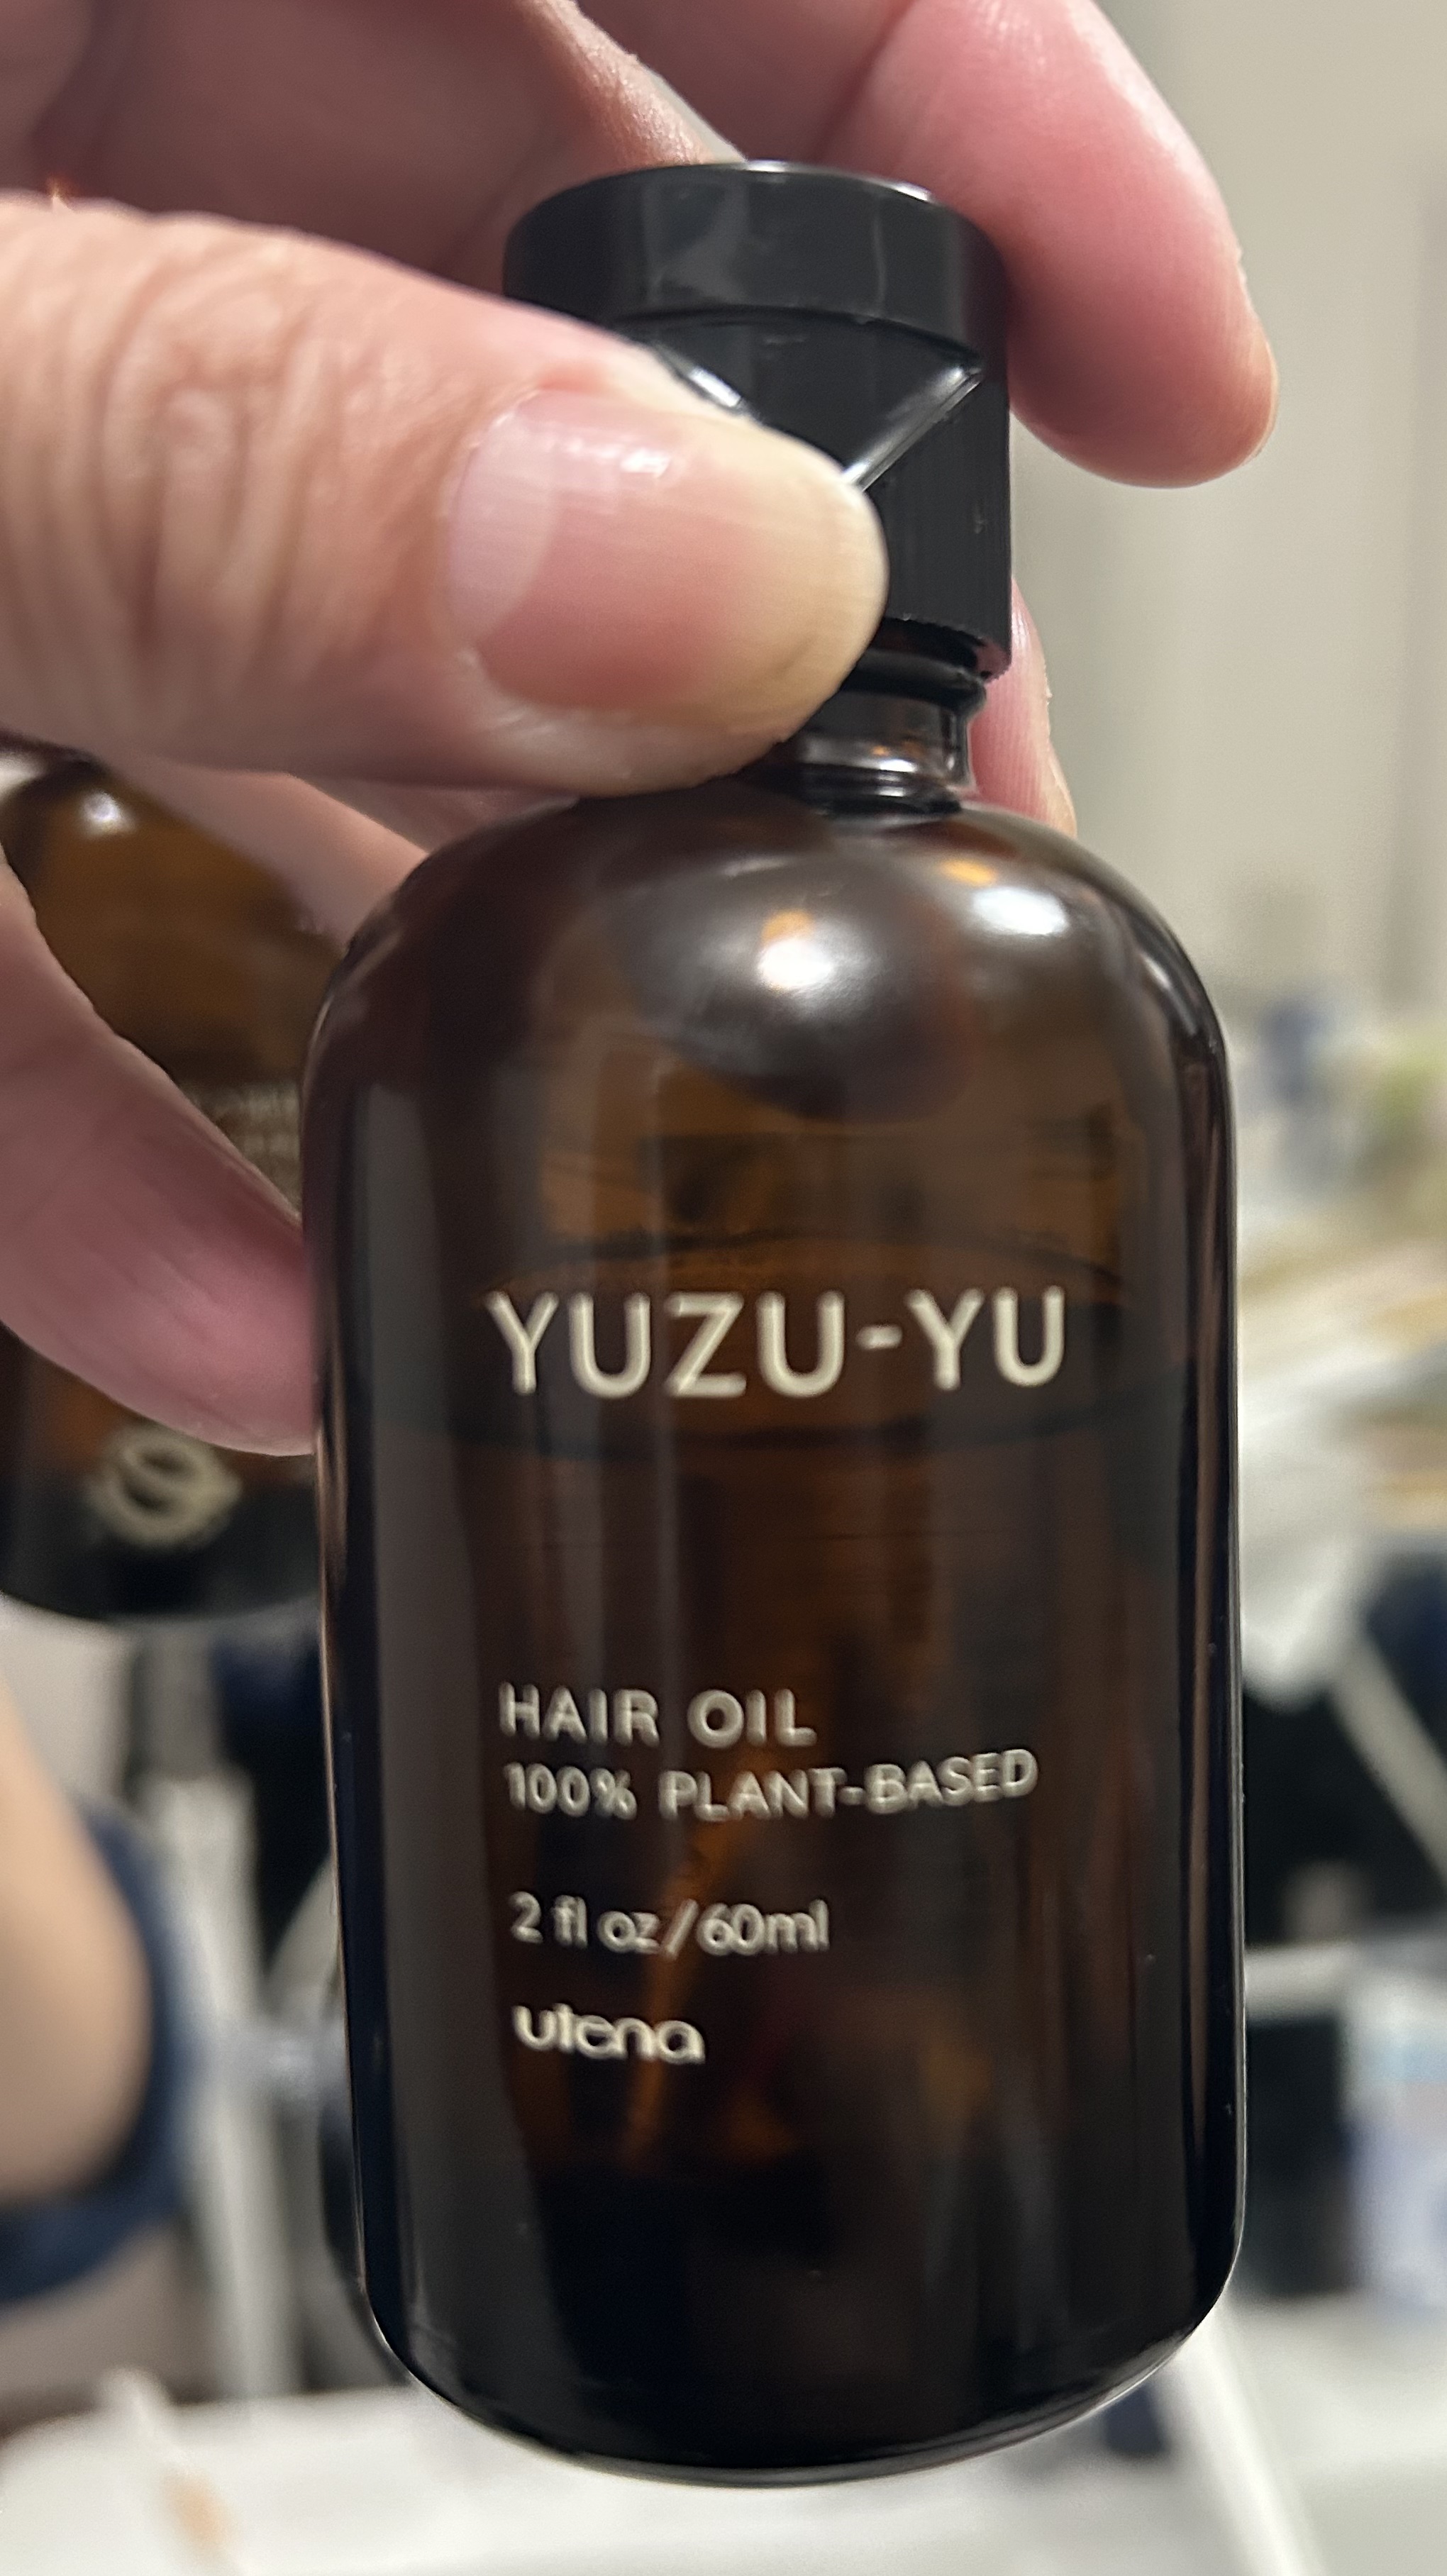 YUZU-YU
HAIR OIL
100% PLANT-BASED
2 fl oz/60ml
utena